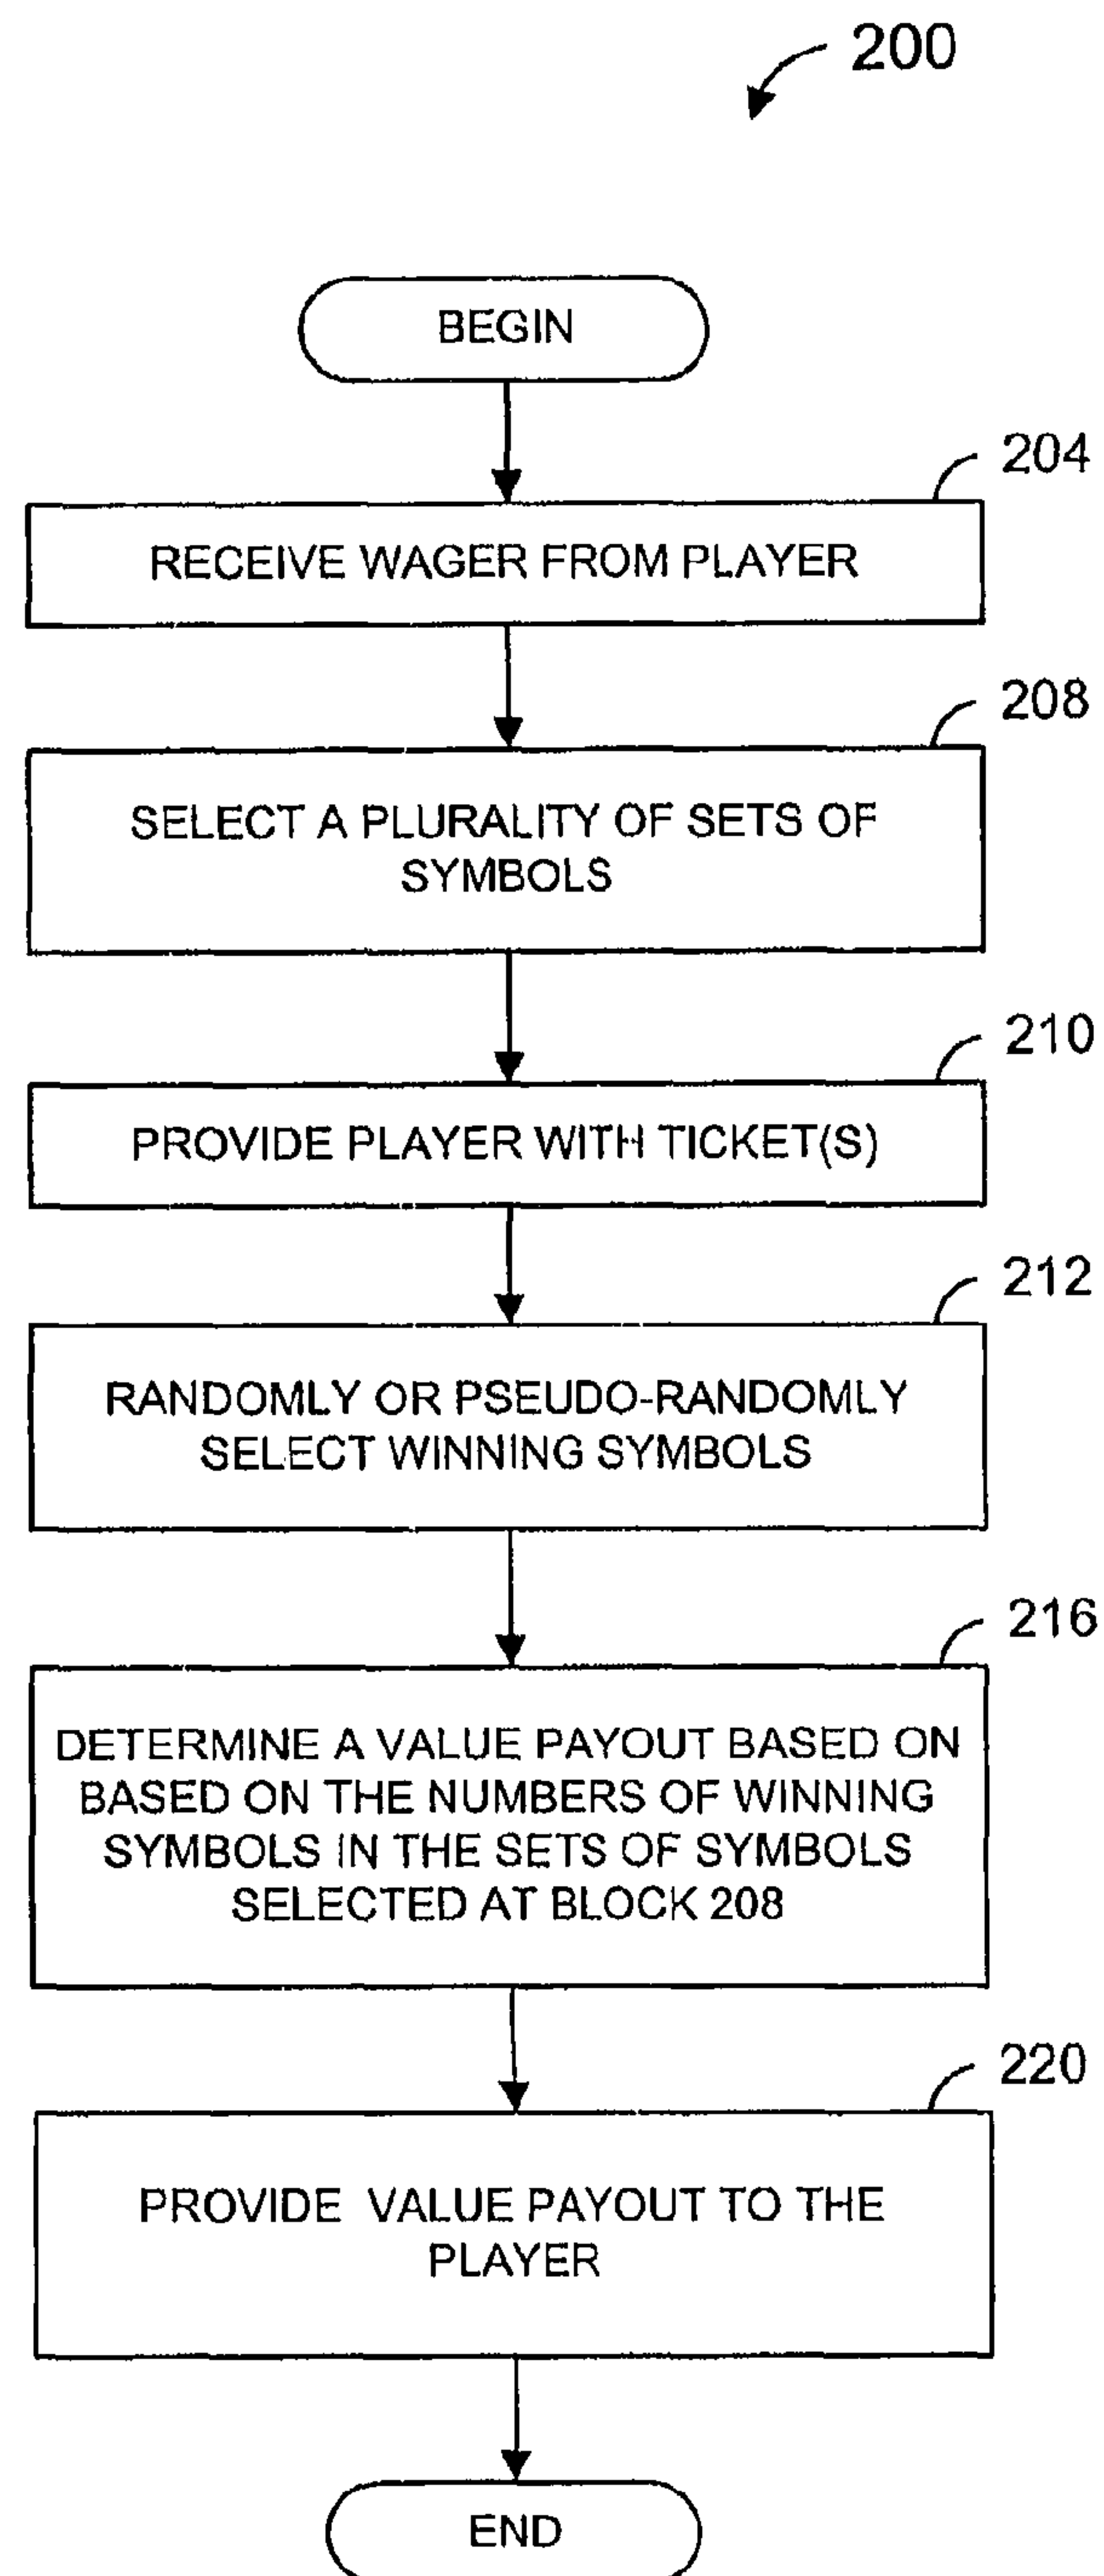 200
BEGIN
204
RECEIVE WAGER FROM PLAYER
208
SELECT A PLURALITY OF SETS OF
SYMBOLS
210
PROVIDE PLAYER WITH TICKET(S)
212
RANDOMLY OR PSEUDO-RANDOMLY
SELECT WINNING SYMBOLS
216
DETERMINE A VALUE PAYOUT BASED ON
BASED ON THE NUMBERS OF WINNING
SYMBOLS IN THE SETS OF SYMBOLS
SELECTED AT BLOCK 208
220
PROVIDE VALUE PAYOUT TO THE
PLAYER
END